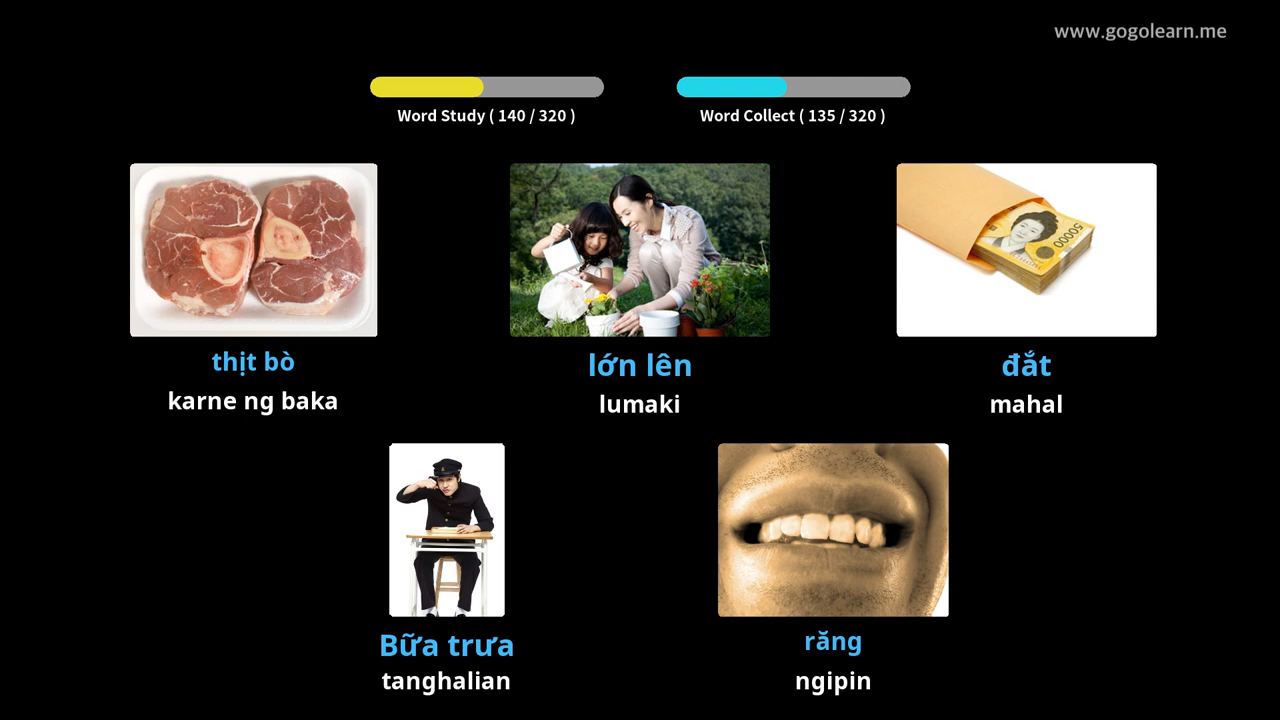 www.gogolearn.me
Word Study ( 140 / 320 )
Word Collect ( 135 / 320 )
thịt bò
karne ng baka
lớn lên
lumaki
đắt
mahal
50000
Bữa trưa
tanghalian
răng
ngipin